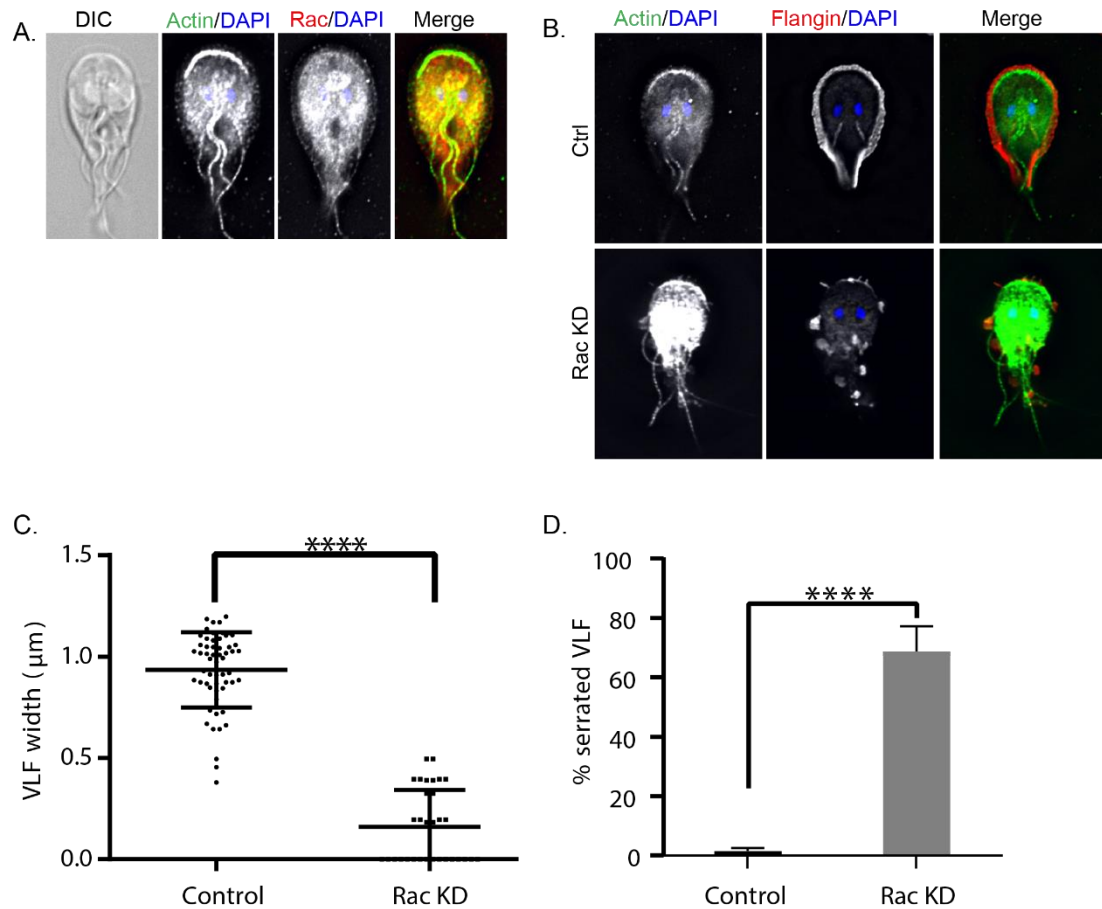 A.
DIC
Actin/DAPI
Rac/DAPI
Merge
B.
Actin/DAPI
Flangin/DAPI
Merge
Ctrl
Rac KD
C.
****
VLF width (μm)
1.5
1.0
0.5
0.0
Control
Rac KD
D.
****
% serrated VLF
100
80
60
40
20
0
Control
Rac KD